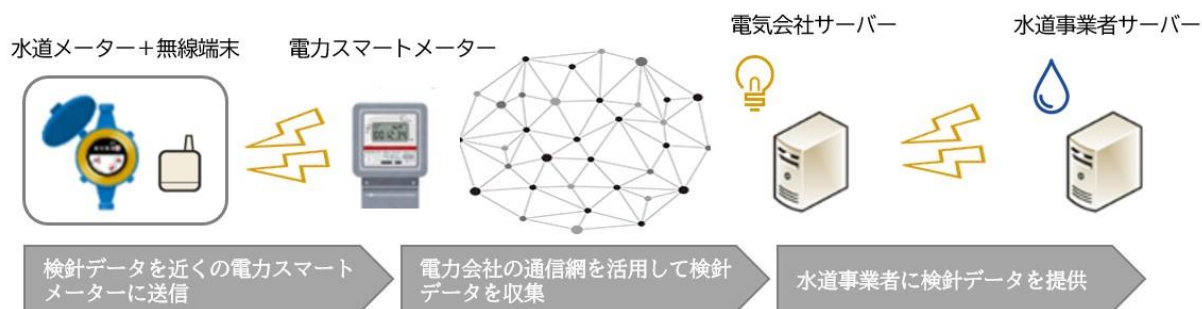 水道メーター＋無線端末
電力スマートメーター
電気会社サーバー
水道事業者サーバー
検針データを近くの電力スマート
メーターに送信
電力会社の通信網を活用して検針
データを収集
水道事業者に検針データを提供